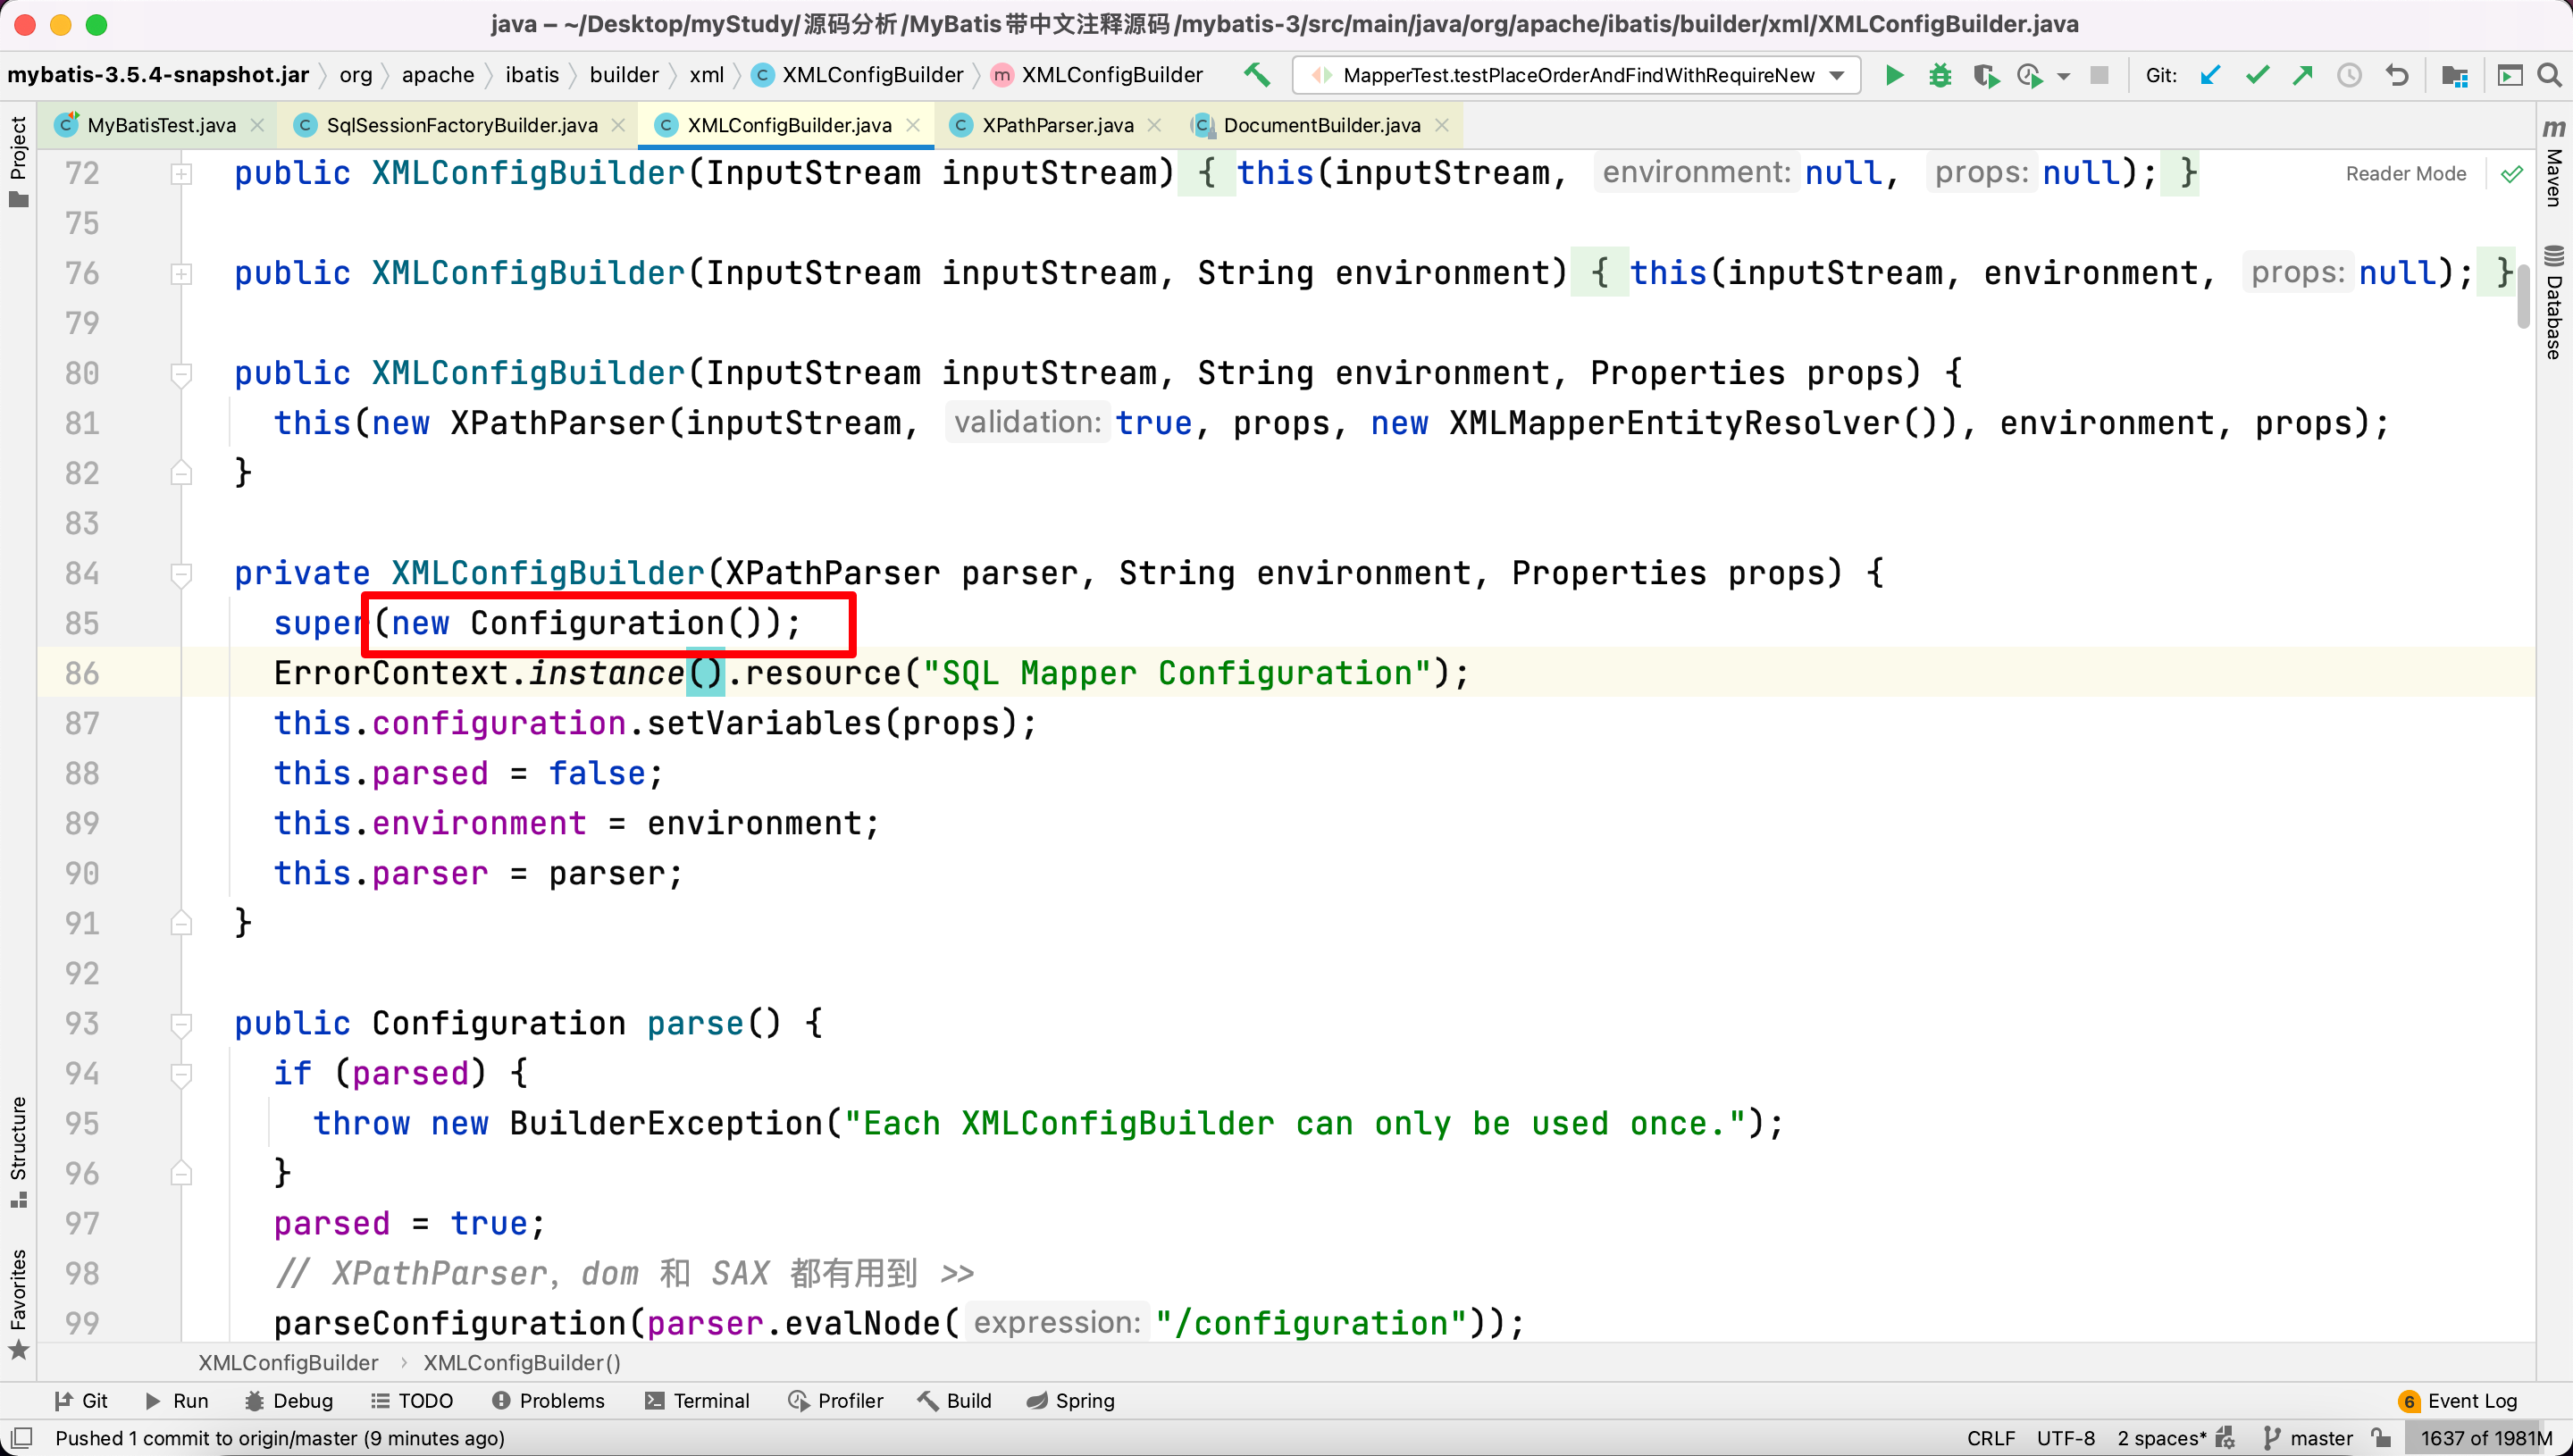 java – ~/Desktop/myStudy/源码分析/MyBatis带中文注释源码/mybatis-3/src/main/java/org/apache/ibatis/builder/xml/XMLConfigBuilder.java
mybatis-3.5.4-snapshot.jar org apache ibatis builder xml C XMLConfigBuilder m XMLConfigBuilder MapperTest.testPlaceOrderAndFindWithRequireNew Git:
MyBatisTest.java SqlSessionFactoryBuilder.java XMLConfigBuilder.java XPathParser.java DocumentBuilder.java
Project
Structure
Favorites
Maven
Database
Reader Mode
72 public XMLConfigBuilder(InputStream inputStream) { this(inputStream, environment: null, props: null); }
75
76 public XMLConfigBuilder(InputStream inputStream, String environment) { this(inputStream, environment, props: null); }
79
80 public XMLConfigBuilder(InputStream inputStream, String environment, Properties props) {
81 this(new XPathParser(inputStream, validation: true, props, new XMLMapperEntityResolver()), environment, props);
82 }
83
84 private XMLConfigBuilder(XPathParser parser, String environment, Properties props) {
85 super(new Configuration());
86 ErrorContext.instance().resource("SQL Mapper Configuration");
87 this.configuration.setVariables(props);
88 this.parsed = false;
89 this.environment = environment;
90 this.parser = parser;
91 }
92
93 public Configuration parse() {
94 if (parsed) {
95 throw new BuilderException("Each XMLConfigBuilder can only be used once.");
96 }
97 parsed = true;
98 // XPathParser, dom 和 SAX 都有用到 >>
99 parseConfiguration(parser.evalNode( expression: "/configuration"));
XMLConfigBuilder › XMLConfigBuilder()
Git Run Debug TODO Problems Terminal Profiler Build Spring 6 Event Log
Pushed 1 commit to origin/master (9 minutes ago) CRLF UTF-8 2 spaces* master 1637 of 1981M